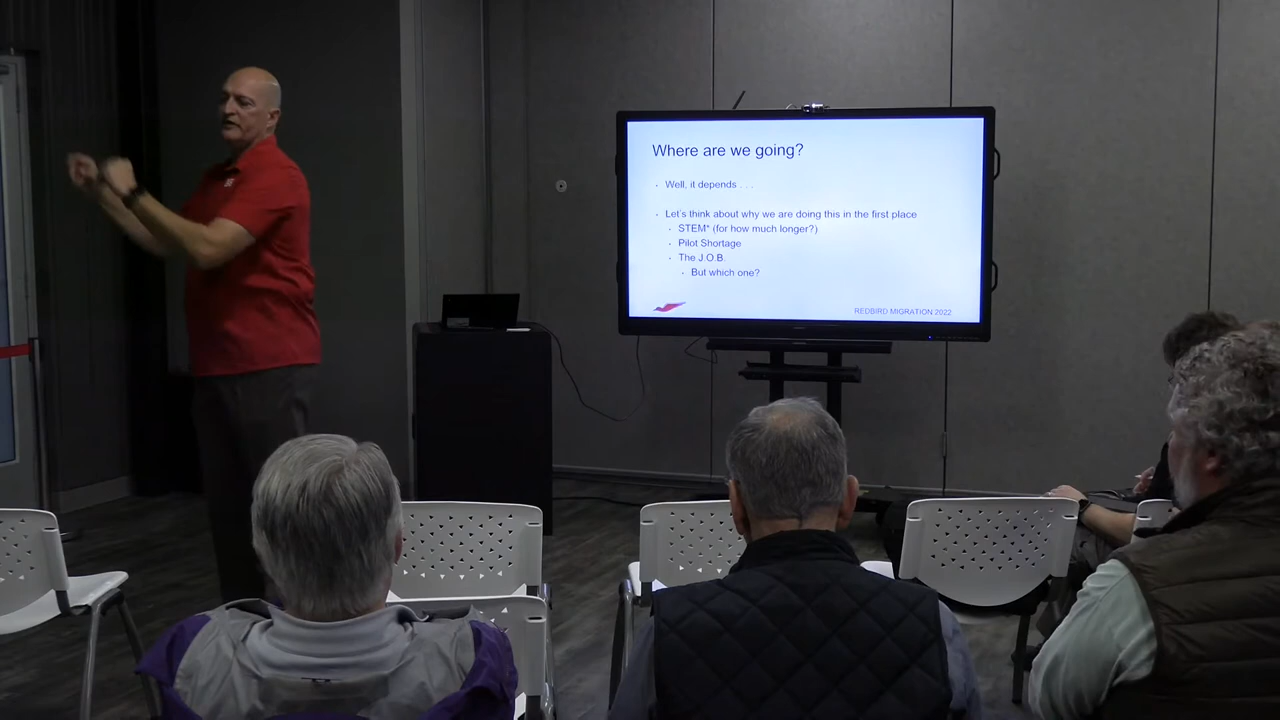 Where are we going?
Well, it depends . . .
Let's think about why we are doing this in the first place
STEM* (for how much longer?)
Pilot Shortage
The J.O.B.
But which one?
REDBIRD MIGRATION 2022